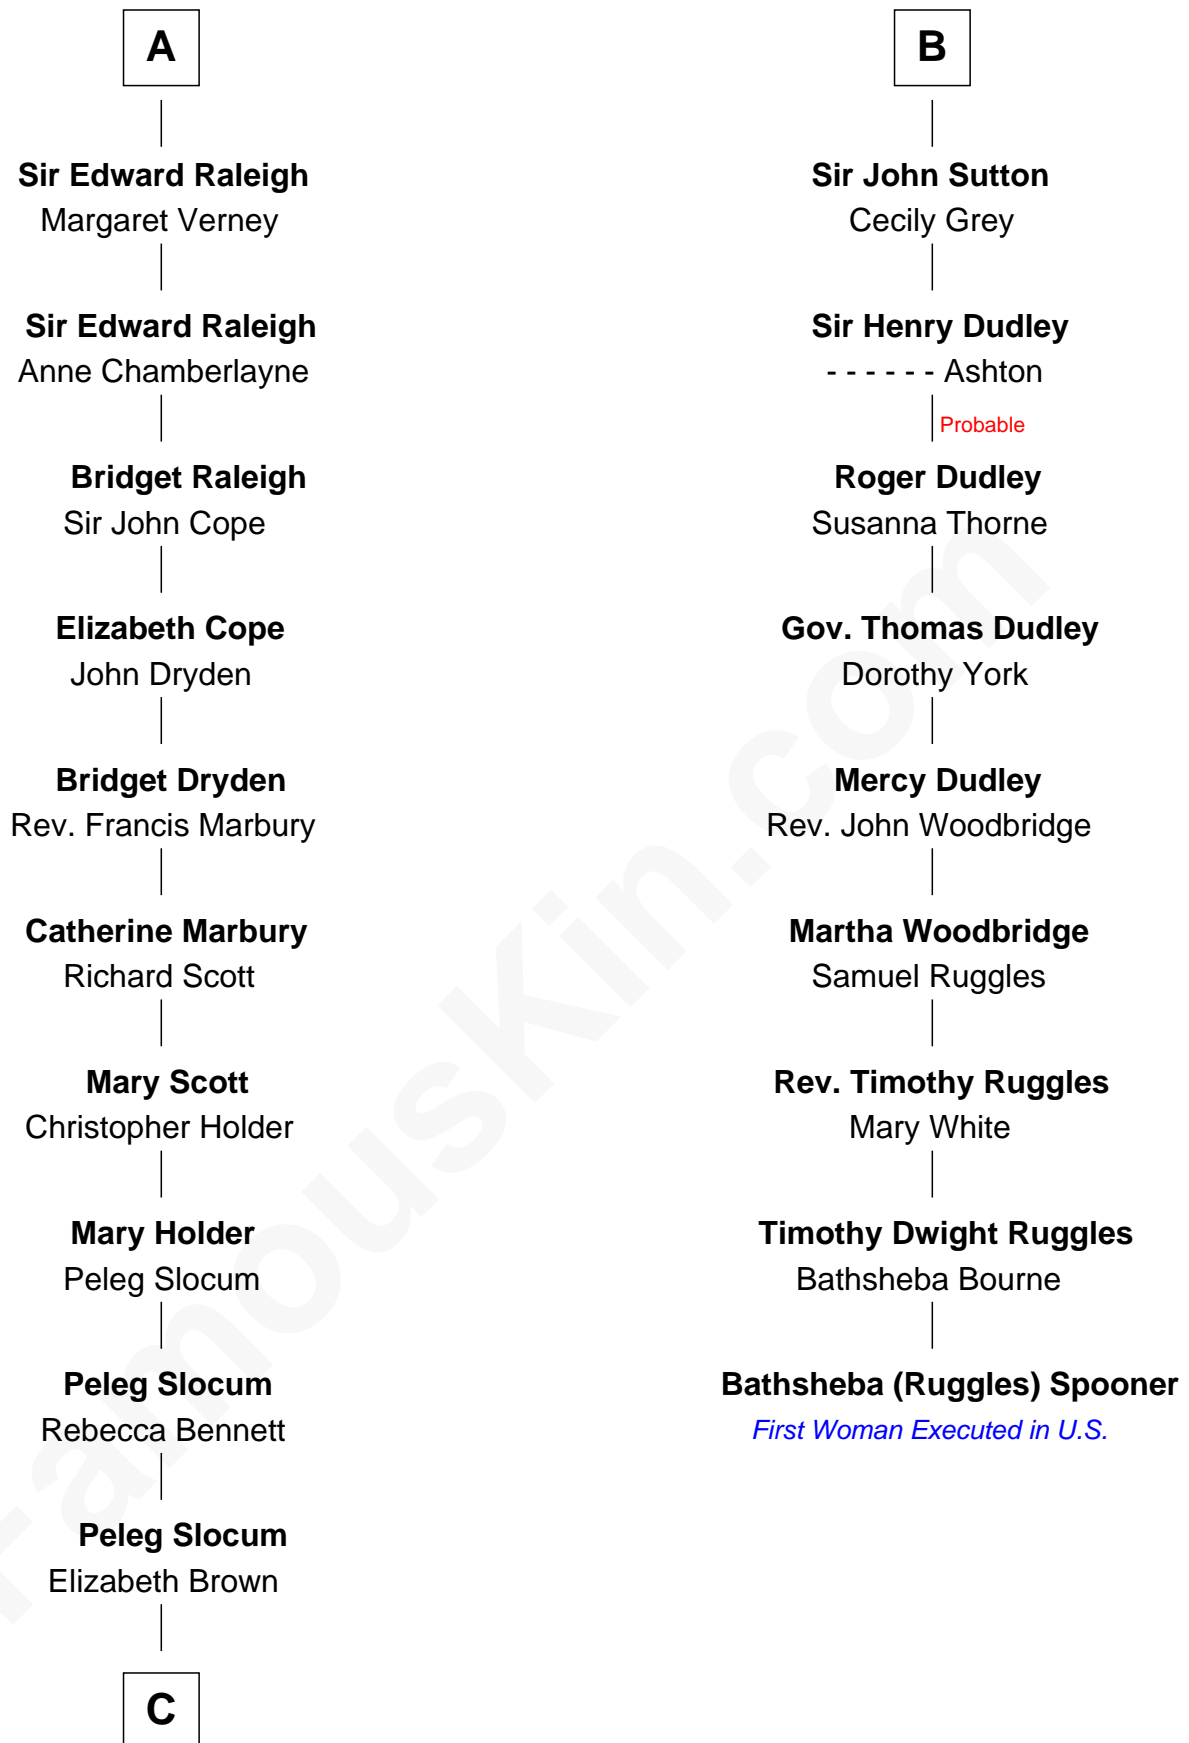 A
Sir Edward Raleigh
Margaret Verney
Sir Edward Raleigh
Anne Chamberlayne
Bridget Raleigh
Sir John Cope
Elizabeth Cope
John Dryden
Bridget Dryden
Rev. Francis Marbury
Catherine Marbury
Richard Scott
Mary Scott
Christopher Holder
Mary Holder
Peleg Slocum
Peleg Slocum
Rebecca Bennett
Peleg Slocum
Elizabeth Brown
C
B
Sir John Sutton
Cecily Grey
Sir Henry Dudley
- - - - - - Ashton
Probable
Roger Dudley
Susanna Thorne
Gov. Thomas Dudley
Dorothy York
Mercy Dudley
Rev. John Woodbridge
Martha Woodbridge
Samuel Ruggles
Rev. Timothy Ruggles
Mary White
Timothy Dwight Ruggles
Bathsheba Bourne
Bathsheba (Ruggles) Spooner
First Woman Executed in U.S.
FamousKin.com